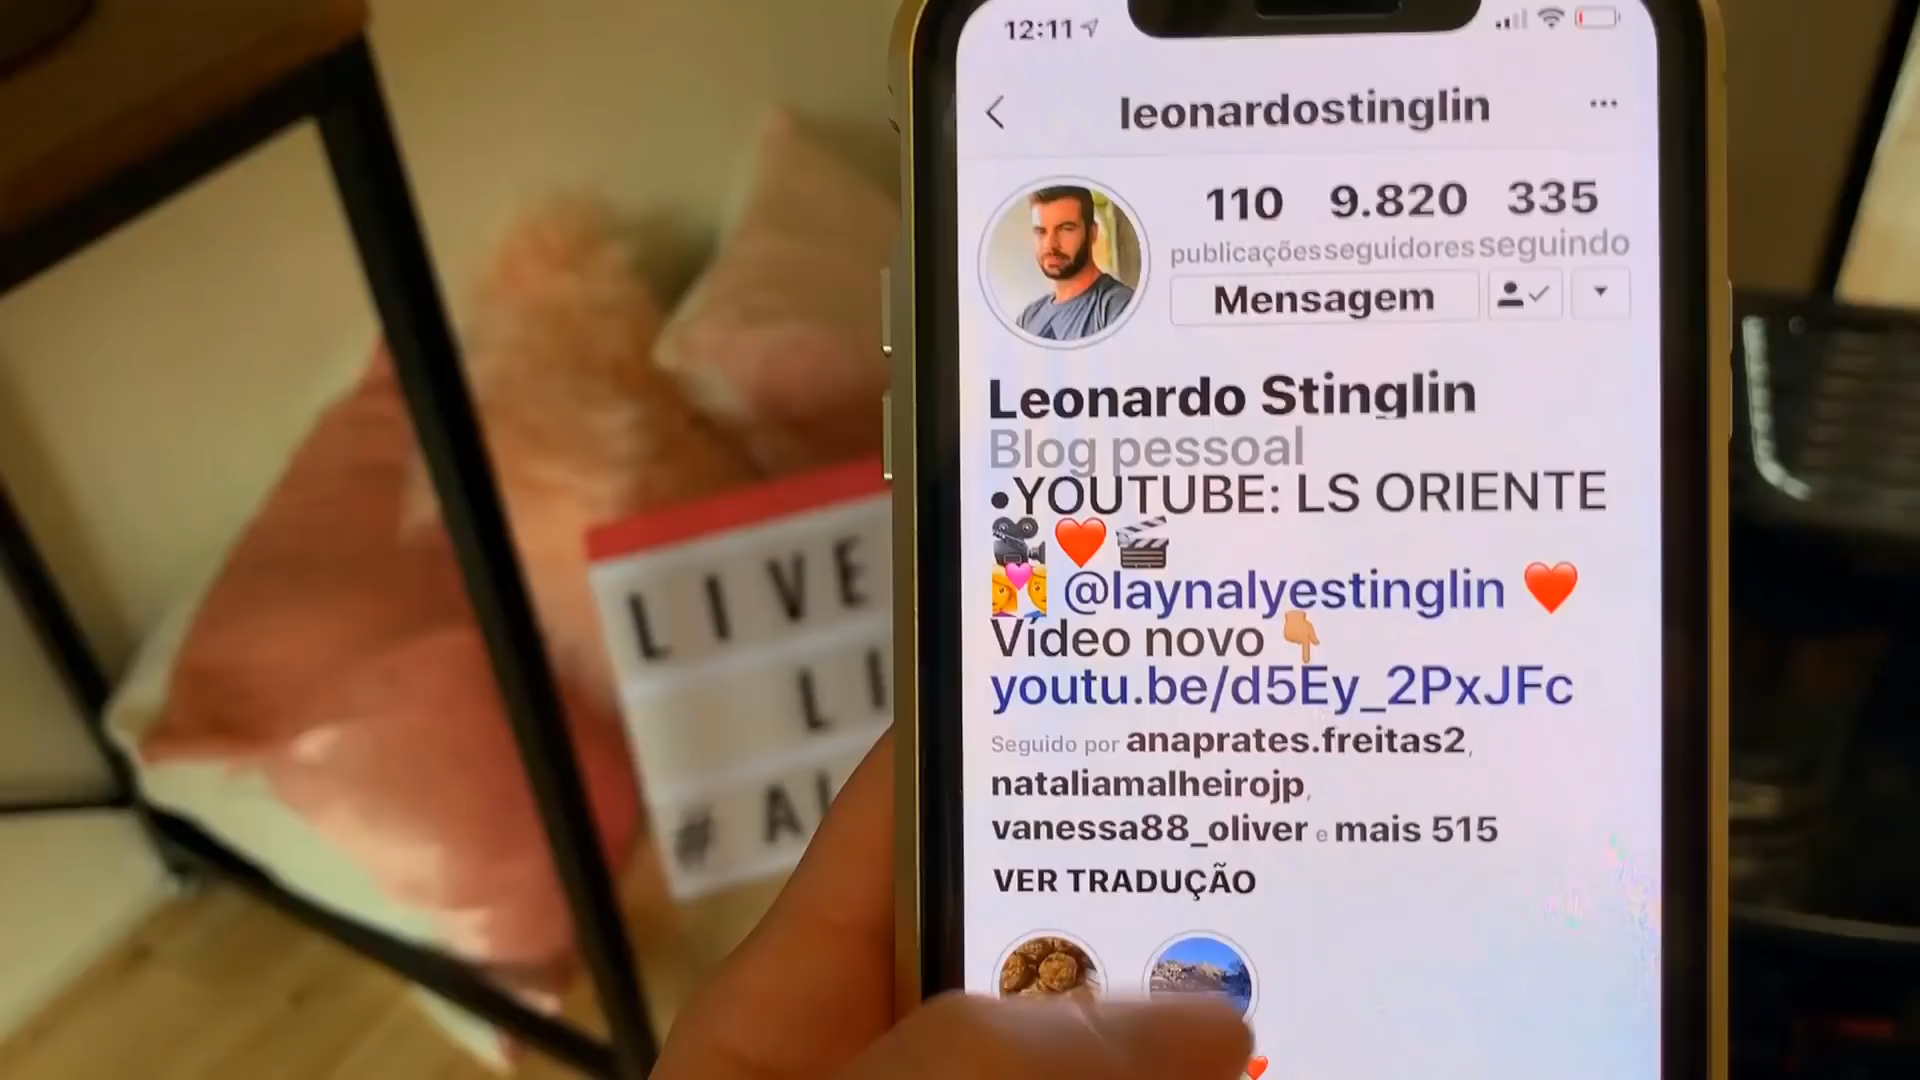 12:11
leonardostinglin
110 9.820 335
publicações seguidores seguindo
Mensagem
Leonardo Stinglin
Blog pessoal
•YOUTUBE: LS ORIENTE
🎥❤️🎬
💑 @laynalyestinglin ❤️
Vídeo novo 👇🏼
youtu.be/d5Ey_2PxJFc
Seguido por anaprates.freitas2,
nataliamalheirojp,
vanessa88_oliver e mais 515
VER TRADUÇÃO
LIVE
LI
# AL